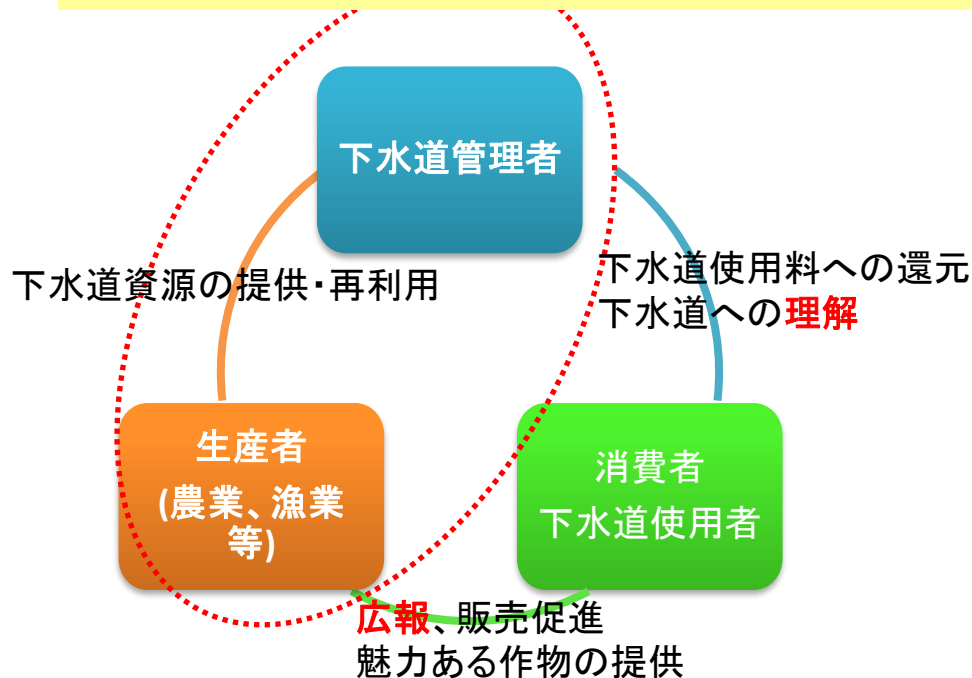 下水道管理者
下水道資源の提供・再利用
下水道使用料への還元
下水道への理解
生産者
(農業、漁業
等)
消費者
下水道使用者
広報、販売促進
魅力ある作物の提供